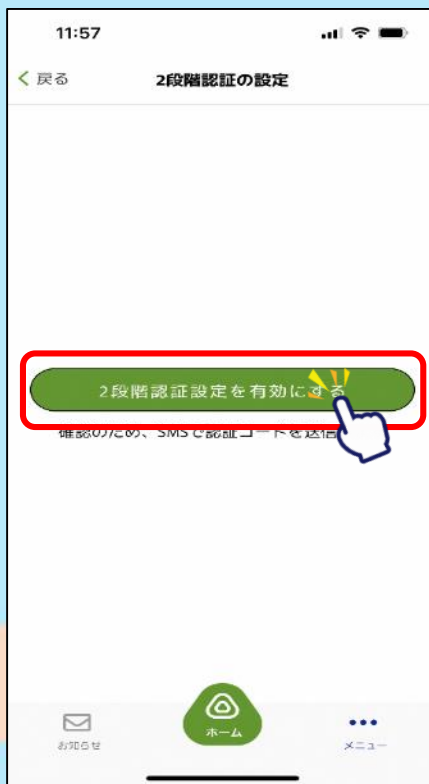 11:57
戻る
2段階認証の設定
2段階認証設定を有効にする
確認のため、SMSで認証コードを送信
お知らせ
ホーム
メニュー